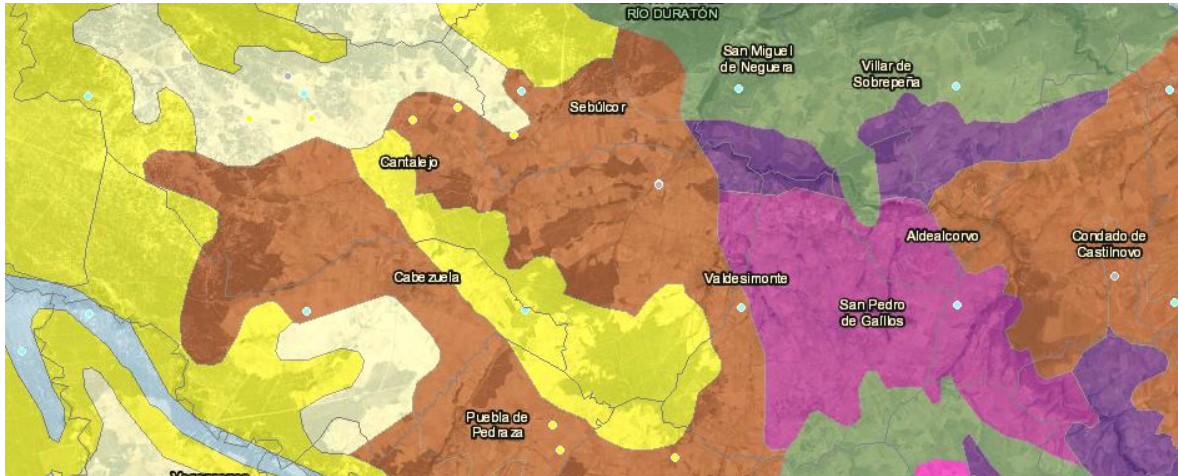 RÍO DURATÓN
San Miguel
de Neguera
Villar de
Sobrepeña
Sebúlcor
Cantalejo
Aldealcorvo
Condado de
Castilnovo
Cabezuela
Valdesimonte
San Pedro
de Gaíllos
Puebla de
Pedraza